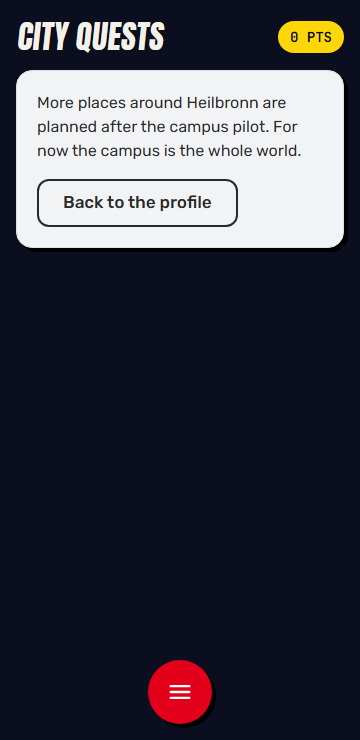 CITY QUESTS
0 PTS
More places around Heilbronn are
planned after the campus pilot. For
now the campus is the whole world.
Back to the profile